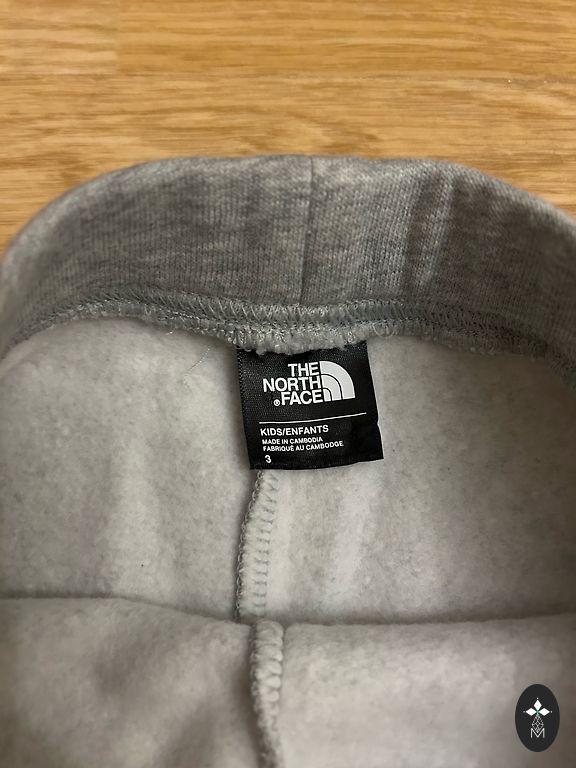 THE
NORTH
FACE
®
KIDS/ENFANTS
MADE IN CAMBODIA
FABRIQUÉ AU CAMBODGE
3
M